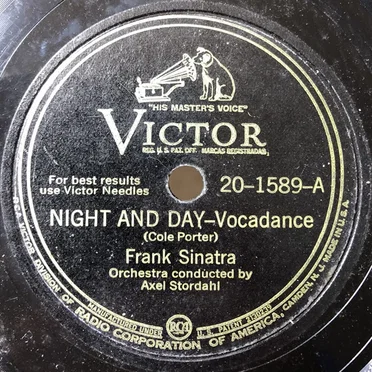 "HIS MASTER'S VOICE"
VICTOR
REG. U.S. PAT. OFF. MARCAS REGISTRADAS
For best results
use Victor Needles
20-1589-A
NIGHT AND DAY–Vocadance
(Cole Porter)
Frank Sinatra
Orchestra conducted by
Axel Stordahl
MANUFACTURED UNDER RCA U.S. PATENT
RCA VICTOR DIVISION OF RADIO CORPORATION OF AMERICA, CAMDEN, N.J. MADE IN U.S.A.